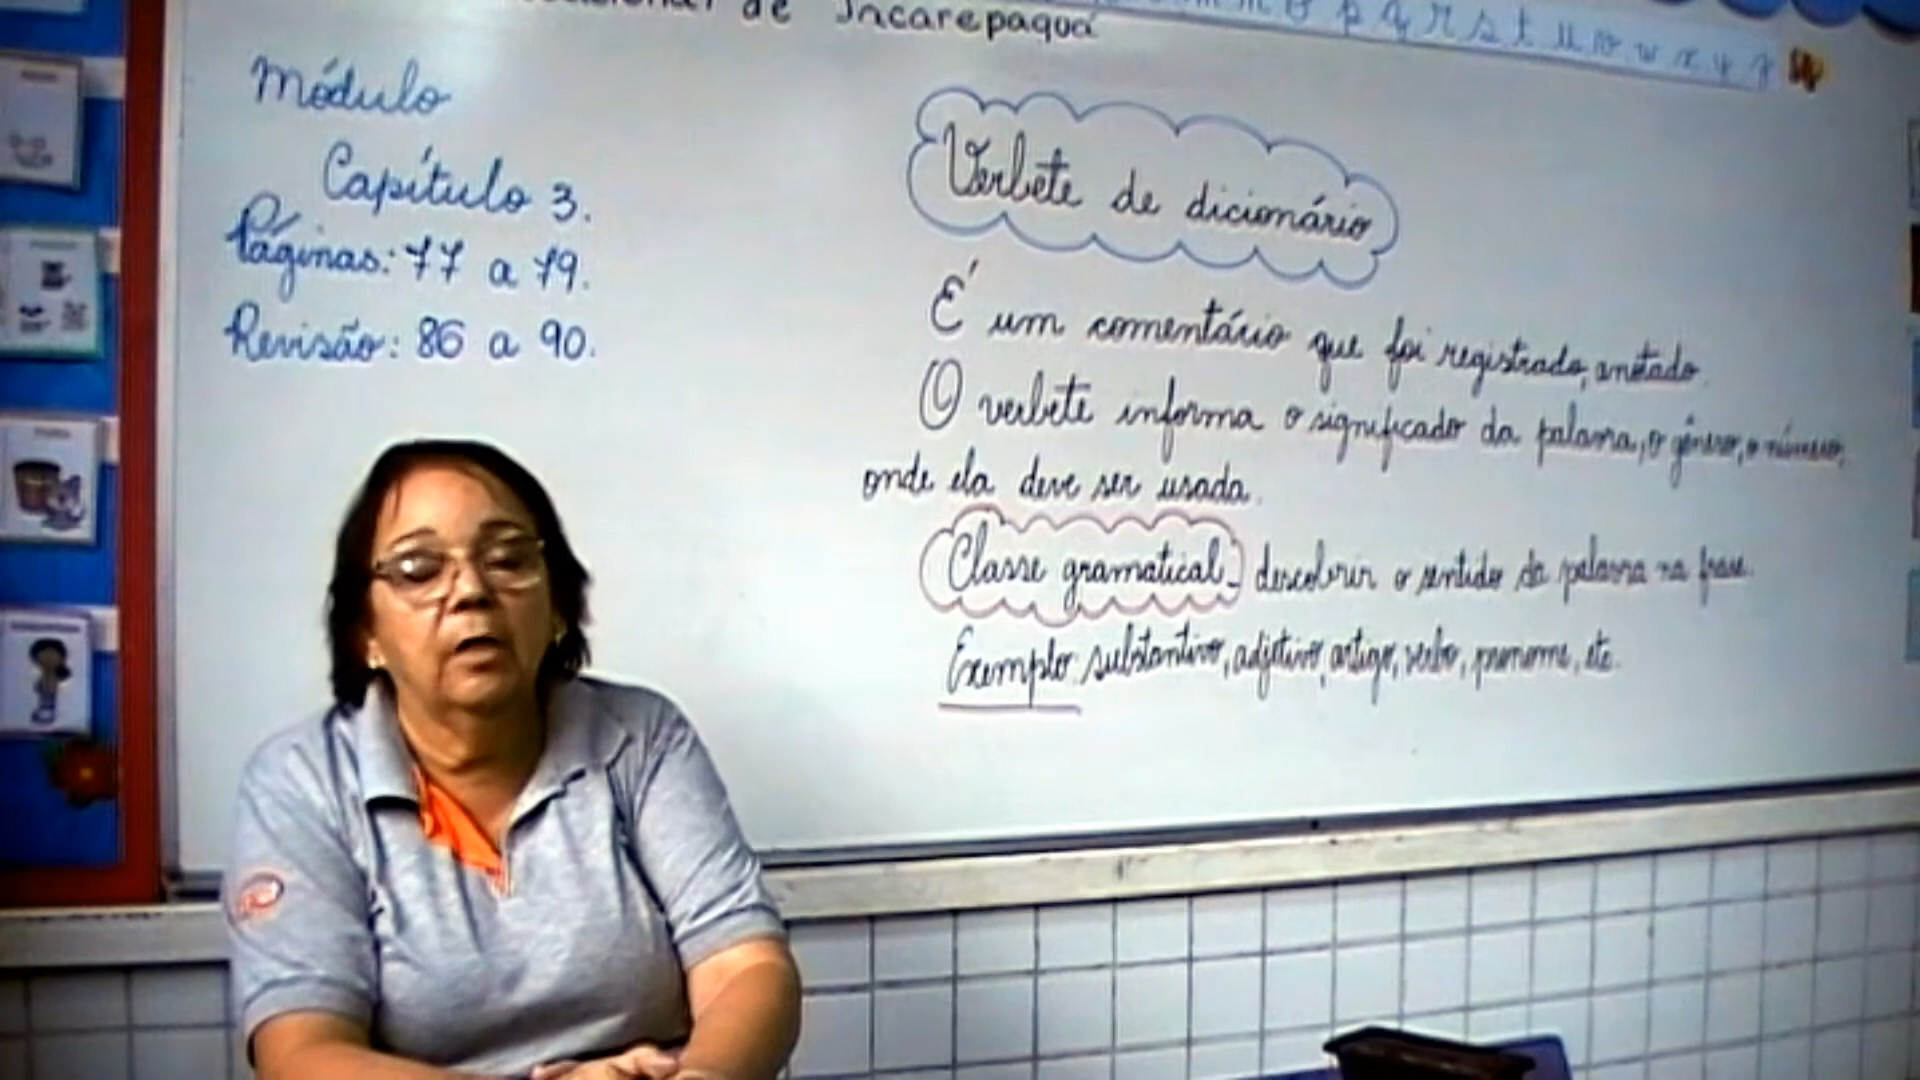 de Jacarepaguá
o p q r s t u v w x y z
Módulo
Capítulo 3.
Páginas: 77 a 79.
Revisão: 86 a 90.
Verbete de dicionário
É um comentário que foi registrado, anotado.
O verbete informa o significado da palavra, o gênero, o número,
onde ela deve ser usada.
Classe gramatical - descobrir o sentido da palavra na frase.
Exemplo: substantivo, adjetivo, artigo, verbo, pronome, etc.